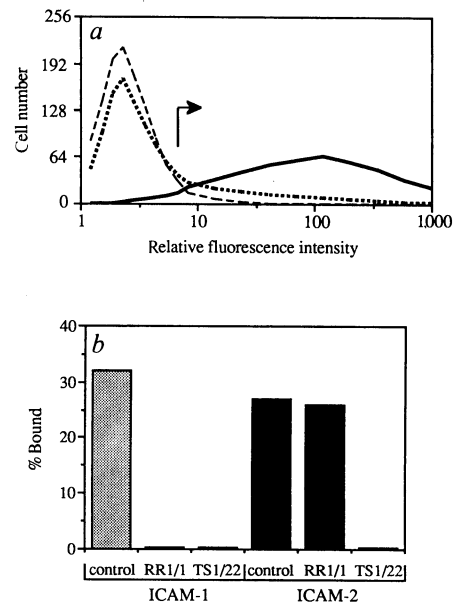 a
256
192
128
64
0
Cell number
1 10 100 1.000
Relative fluorescence intensity
b
40
30
20
10
0
% Bound
control RR1/1 TS1/22 control RR1/1 TS1/22
ICAM-1 ICAM-2